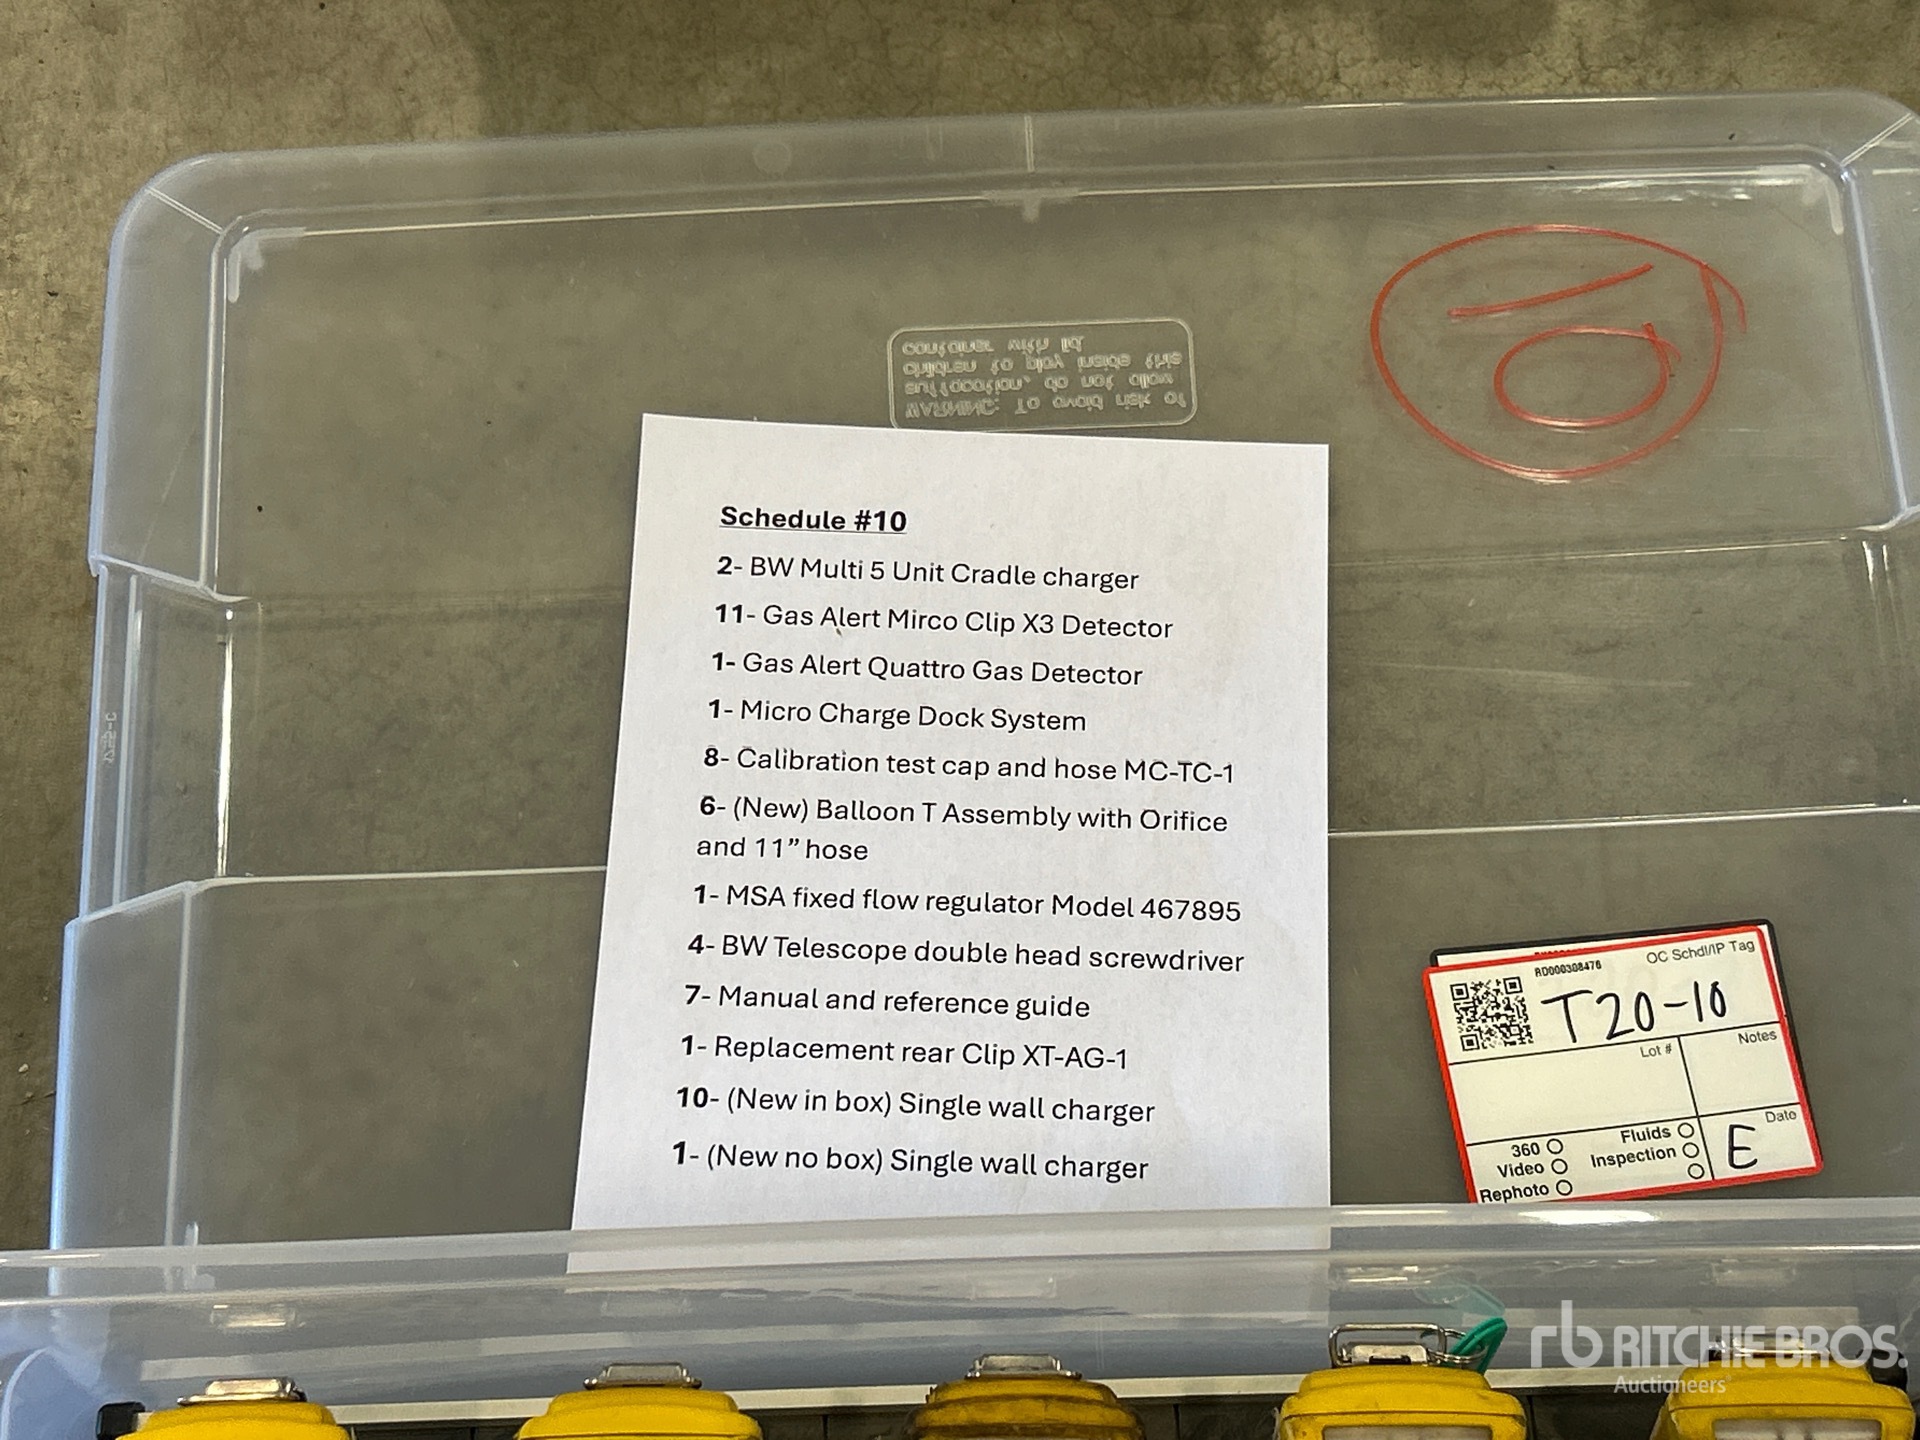 WARNING: To avoid risk of
suffocation, do not allow
children to play inside this
container with lid
10
Schedule #10
2- BW Multi 5 Unit Cradle charger
11- Gas Alert Mirco Clip X3 Detector
1- Gas Alert Quattro Gas Detector
1- Micro Charge Dock System
8- Calibration test cap and hose MC-TC-1
6- (New) Balloon T Assembly with Orifice
and 11” hose
1- MSA fixed flow regulator Model 467895
4- BW Telescope double head screwdriver
7- Manual and reference guide
1- Replacement rear Clip XT-AG-1
10- (New in box) Single wall charger
1- (New no box) Single wall charger
RD000308476
OC Schdl/IP Tag
T20-10
Lot #
Notes
Date
360
Fluids
Video
Inspection
Rephoto
E
rb RITCHIE BROS.
Auctioneers